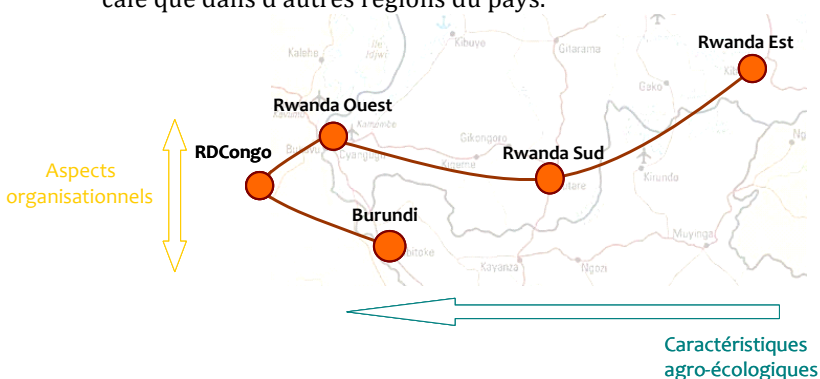 café que dans d'autres régions du pays.
Rwanda Est
Kalehe
Kibuye
Gitarama
Gako
Rwanda Ouest
Kamembe
Gikongoro
RDCongo
Rwanda Sud
Kirundo
Aspects
organisationnels
Burundi
Muyinga
Kayanza
Ngozi
Caractéristiques
agro-écologiques